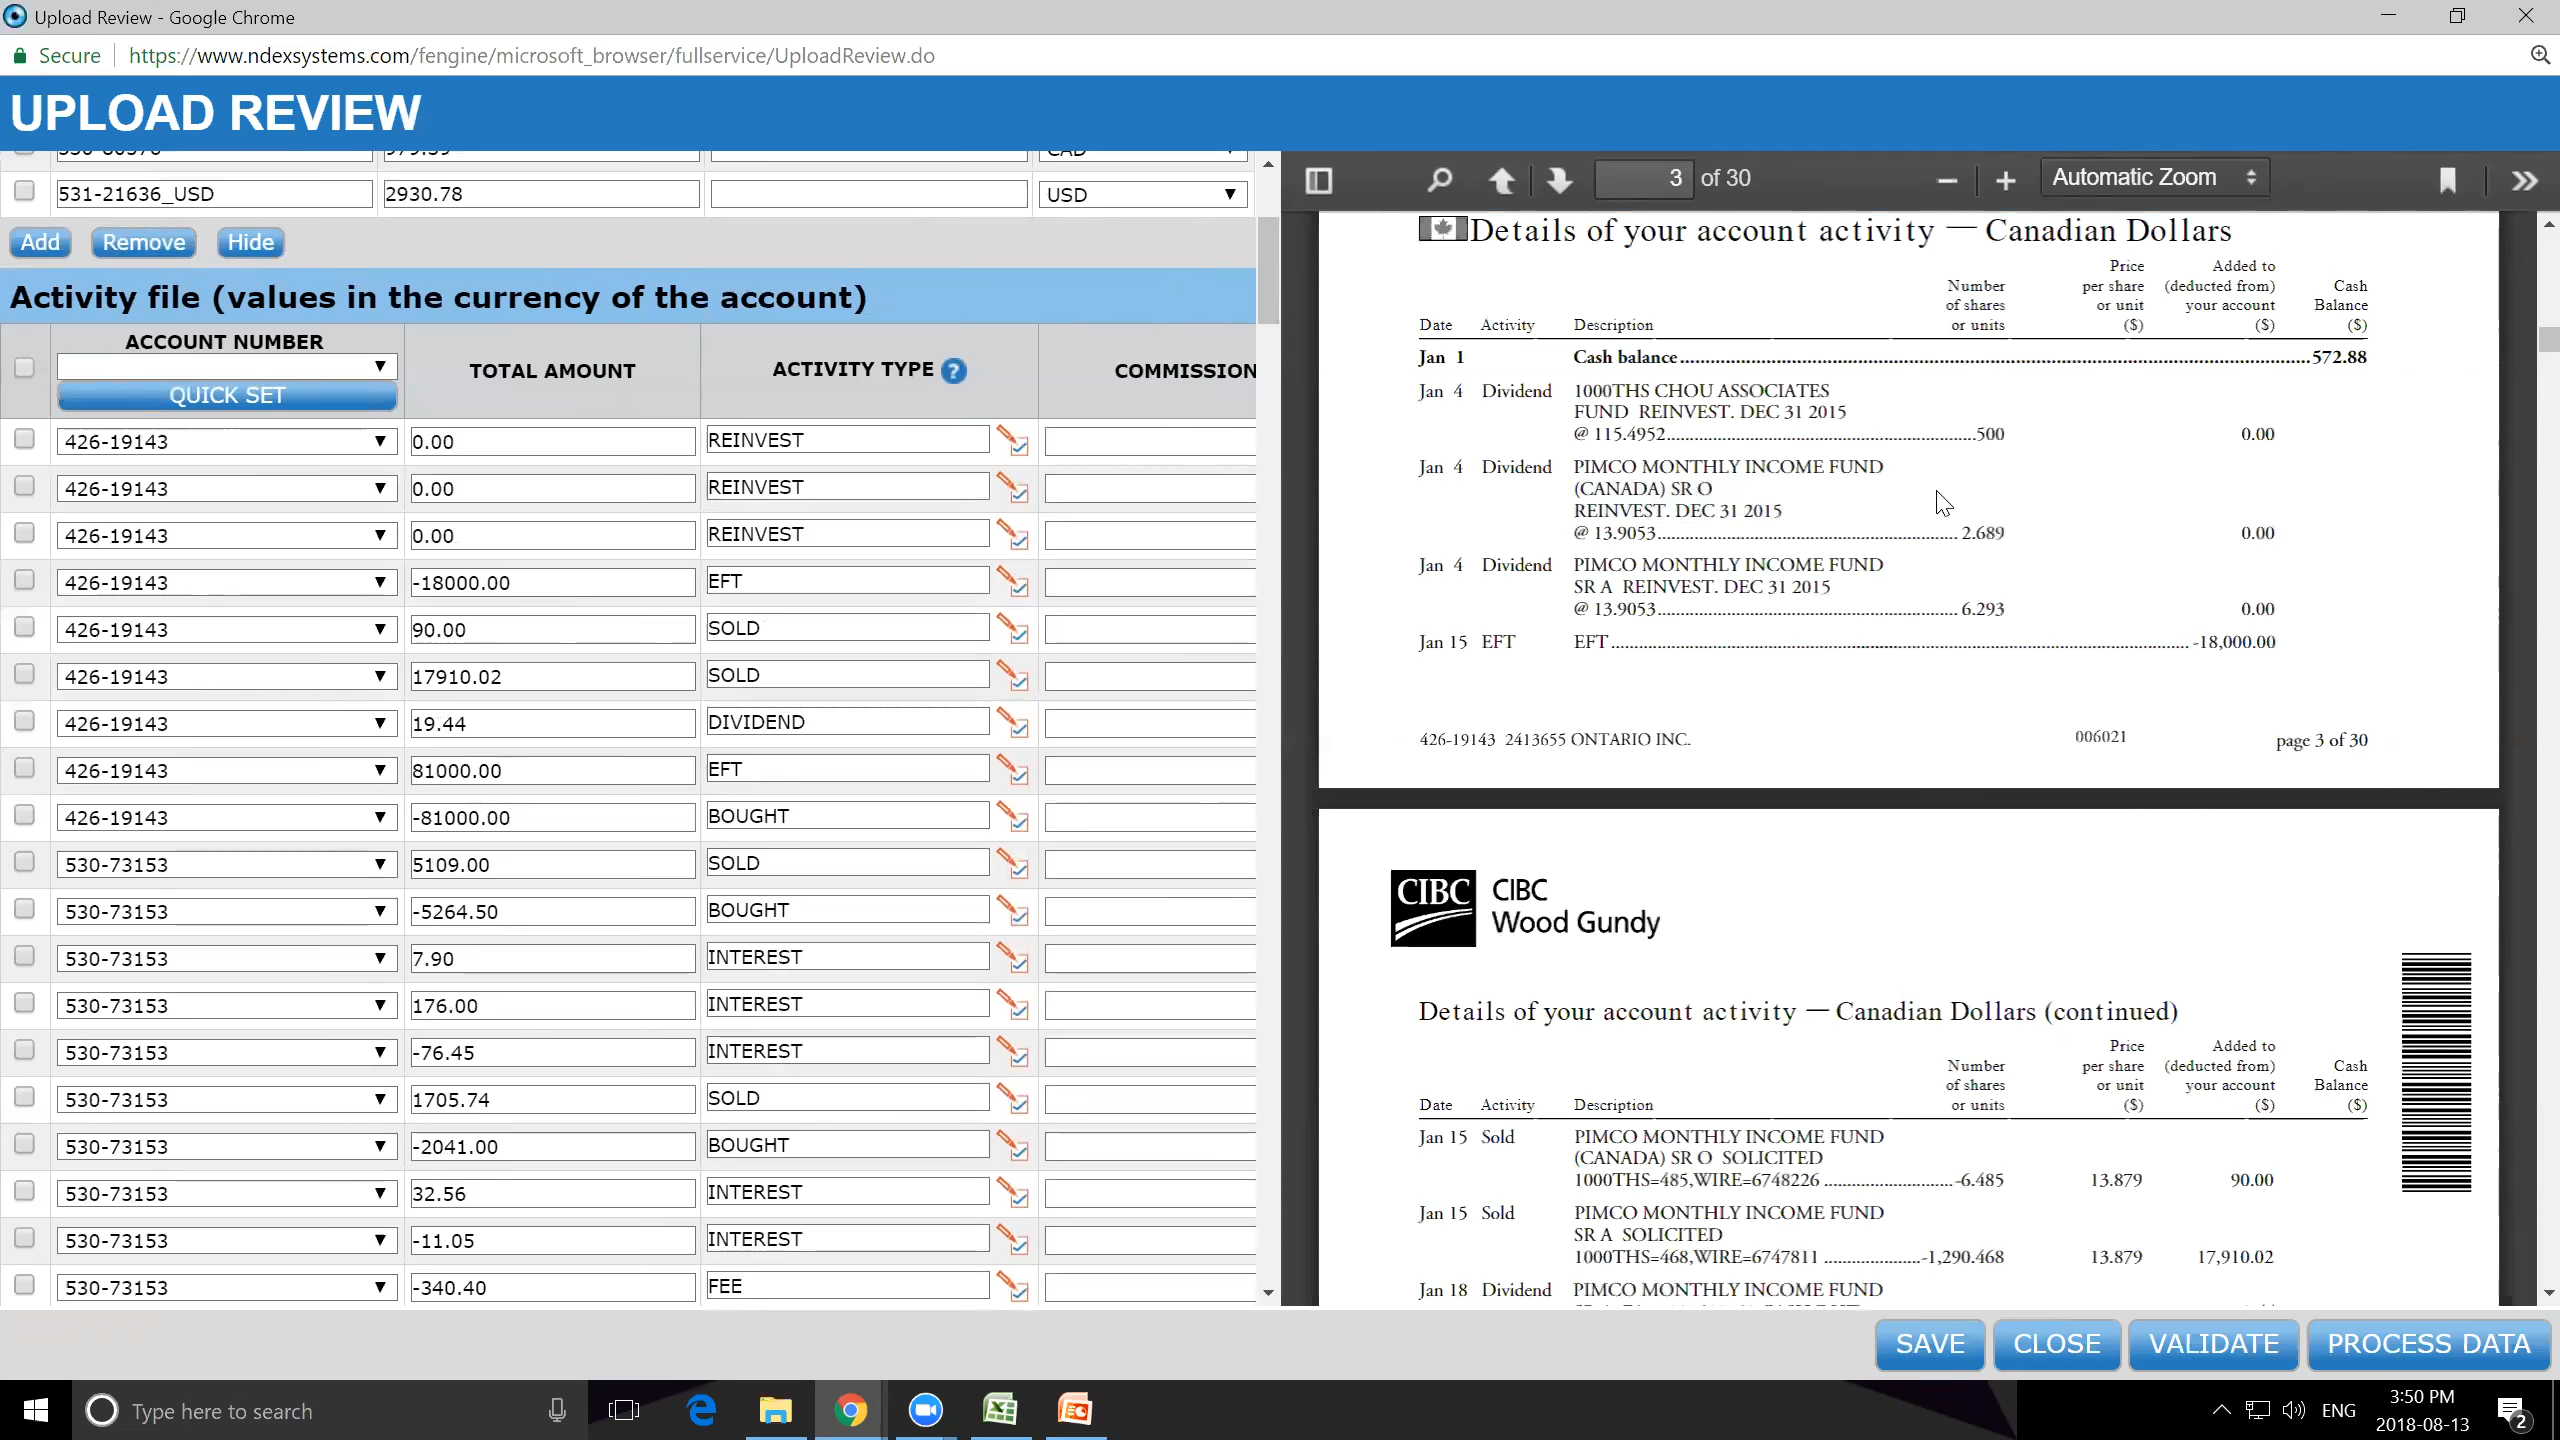 Upload Review - Google Chrome
Secure https://www.ndexsystems.com/fengine/microsoft_browser/fullservice/UploadReview.do
UPLOAD REVIEW
531-21636_USD 2930.78 USD
Add Remove Hide
Activity file (values in the currency of the account)
ACCOUNT NUMBER
QUICK SET
TOTAL AMOUNT ACTIVITY TYPE ? COMMISSION
426-19143 0.00 REINVEST
426-19143 0.00 REINVEST
426-19143 0.00 REINVEST
426-19143 -18000.00 EFT
426-19143 90.00 SOLD
426-19143 17910.02 SOLD
426-19143 19.44 DIVIDEND
426-19143 81000.00 EFT
426-19143 -81000.00 BOUGHT
530-73153 5109.00 SOLD
530-73153 -5264.50 BOUGHT
530-73153 7.90 INTEREST
530-73153 176.00 INTEREST
530-73153 -76.45 INTEREST
530-73153 1705.74 SOLD
530-73153 -2041.00 BOUGHT
530-73153 32.56 INTEREST
530-73153 -11.05 INTEREST
530-73153 -340.40 FEE
3 of 30 Automatic Zoom
Details of your account activity — Canadian Dollars
Price Added to
Number per share (deducted from) Cash
of shares or unit your account Balance
Date Activity Description or units ($) ($) ($)
Jan 1 Cash balance 572.88
Jan 4 Dividend 1000THS CHOU ASSOCIATES
FUND REINVEST. DEC 31 2015
@ 115.4952 .500 0.00
Jan 4 Dividend PIMCO MONTHLY INCOME FUND
(CANADA) SR O
REINVEST. DEC 31 2015
@ 13.9053 2.689 0.00
Jan 4 Dividend PIMCO MONTHLY INCOME FUND
SR A REINVEST. DEC 31 2015
@ 13.9053 6.293 0.00
Jan 15 EFT EFT -18,000.00
426-19143 2413655 ONTARIO INC. 006021 page 3 of 30
CIBC CIBC
Wood Gundy
Details of your account activity — Canadian Dollars (continued)
Price Added to
Number per share (deducted from) Cash
of shares or unit your account Balance
Date Activity Description or units ($) ($) ($)
Jan 15 Sold PIMCO MONTHLY INCOME FUND
(CANADA) SR O SOLICITED
1000THS=485,WIRE=6748226 -6.485 13.879 90.00
Jan 15 Sold PIMCO MONTHLY INCOME FUND
SR A SOLICITED
1000THS=468,WIRE=6747811 -1,290.468 13.879 17,910.02
Jan 18 Dividend PIMCO MONTHLY INCOME FUND
SAVE CLOSE VALIDATE PROCESS DATA
Type here to search
ENG
3:50 PM
2018-08-13
2